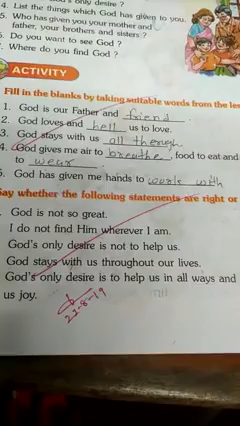 God's only desire ?
4. List the things which God has given to you.
5. Who has given you your mother and
father, your brothers and sisters ?
6. Do you want to see God ?
7. Where do you find God ?
ACTIVITY
Fill in the blanks by taking suitable words from the les
1. God is our Father and friend.
2. God loves and hell us to love.
3. God stays with us all through.
4. God gives me air to breathe, food to eat and
to wear
5. God has given me hands to work with
Say whether the following statements are right or
God is not so great.
I do not find Him wherever I am.
God's only desire is not to help us.
God stays with us throughout our lives.
God's only desire is to help us in all ways and
us joy.